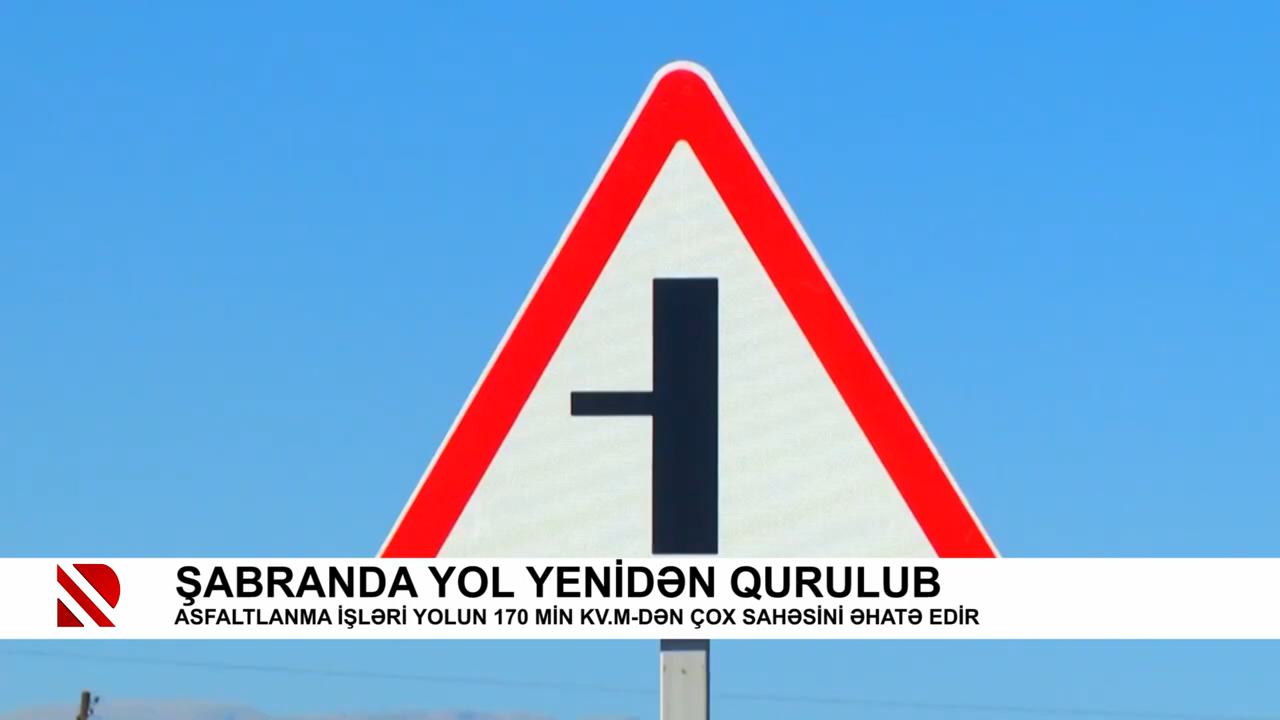 ŞABRANDA YOL YENİDƏN QURULUB
ASFALTLANMA İŞLƏRİ YOLUN 170 MİN KV.M-DƏN ÇOX SAHƏSİNİ ƏHATƏ EDİR